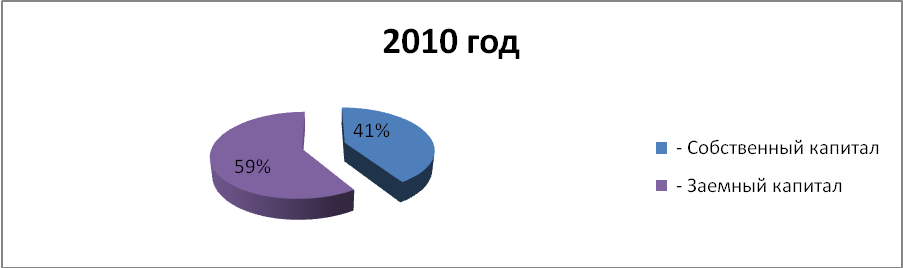 2010 год
41%
59%
- Собственный капитал
- Заемный капитал